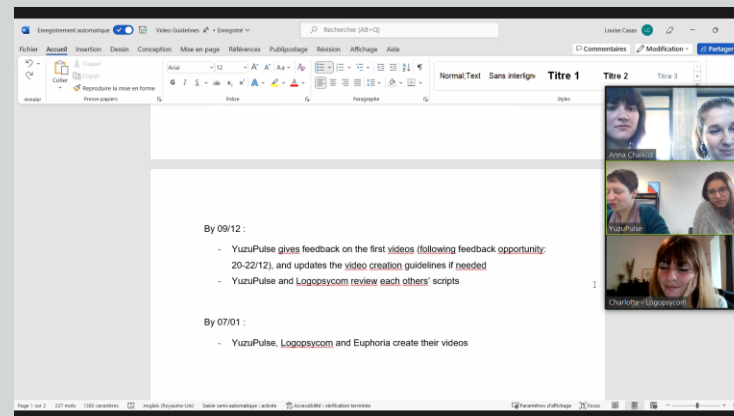 Enregistrement automatique
Video Guidelines
Enregistré
Rechercher (Alt+Q)
Louise Casas
Fichier Accueil Insertion Dessin Conception Mise en page Références Publipostage Révision Affichage Aide
Commentaires Modification Partager
Coller
Couper
Copier
Reproduire la mise en forme
Arial 12
G I S ab x, x² A A
Normal;Text Sans interligne Titre 1 Titre 2 Titre 3
Annuler Presse-papiers Police Paragraphe Styles
Anna Chalkidi
YuzuPulse
Charlotte - Logopsycom
By 09/12 :
- YuzuPulse gives feedback on the first videos (following feedback opportunity:
20-22/12), and updates the video creation guidelines if needed
- YuzuPulse and Logopsycom review each others' scripts
By 07/01 :
- YuzuPulse, Logopsycom and Euphoria create their videos
Page 1 sur 2 237 mots 1380 caractères Anglais (Royaume-Uni) Saisie semi-automatique : activée Accessibilité : vérification terminée Paramètres d'affichage Focus